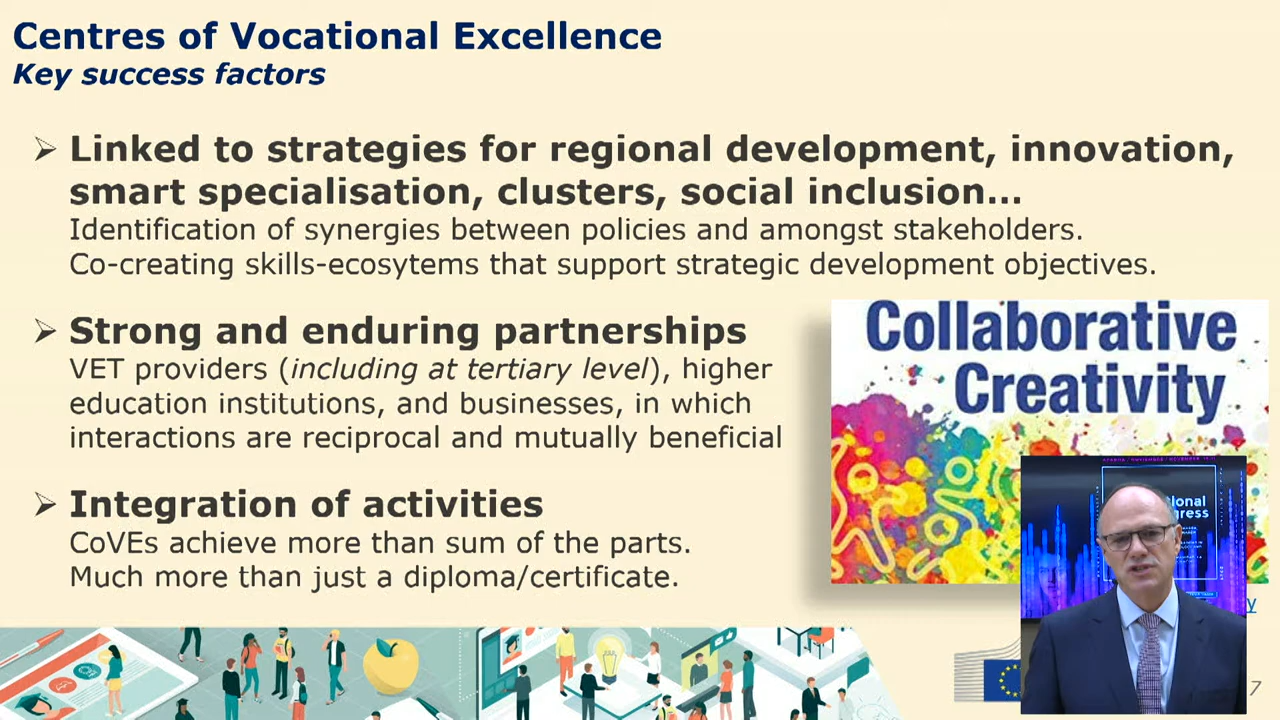 Centres of Vocational Excellence
Key success factors
Linked to strategies for regional development, innovation,
smart specialisation, clusters, social inclusion...
Identification of synergies between policies and amongst stakeholders.
Co-creating skills-ecosytems that support strategic development objectives.
Strong and enduring partnerships
VET providers (including at tertiary level), higher
education institutions, and businesses, in which
interactions are reciprocal and mutually beneficial
Collaborative
Creativity
Integration of activities
CoVEs achieve more than sum of the parts.
Much more than just a diploma/certificate.
7